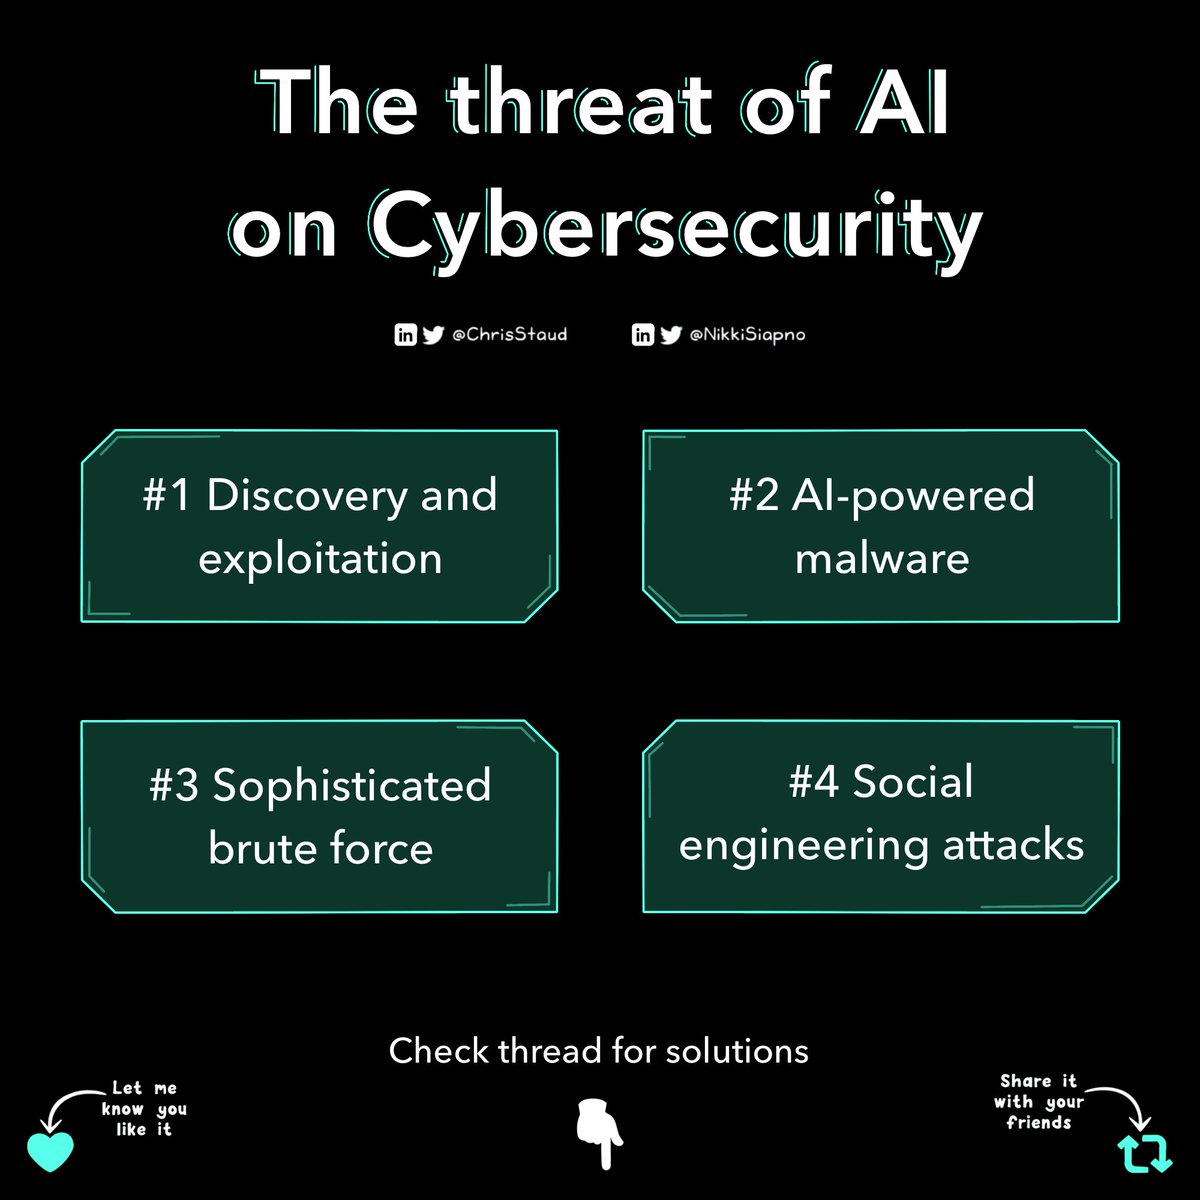 The threat of AI
on Cybersecurity
in @ChrisStaud in @NikkiSiapno
#1 Discovery and
exploitation
#2 AI-powered
malware
#3 Sophisticated
brute force
#4 Social
engineering attacks
Check thread for solutions
Let me
know you
like it
Share it
with your
friends